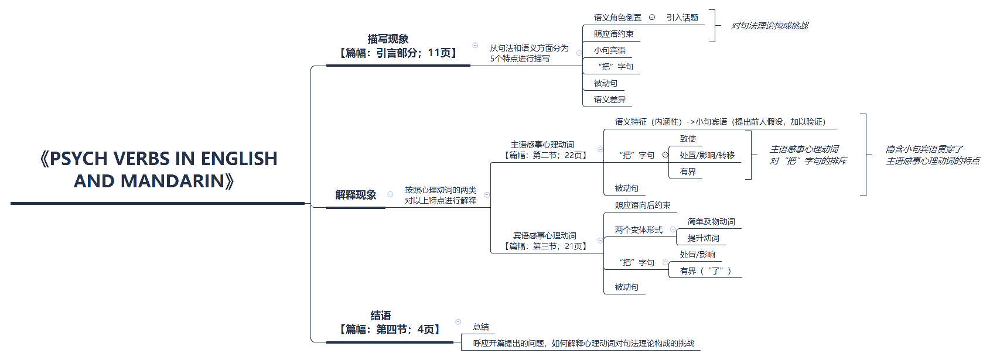 《PSYCH VERBS IN ENGLISH
AND MANDARIN》
描写现象
【篇幅：引言部分；11页】
从句法和语义方面分为
5个特点进行描写
语义角色倒置
引入话题
对句法理论构成挑战
照应语约束
小句宾语
“把”字句
被动句
语义差异
解释现象
按照心理动词的两类
对以上特点进行解释
主语感事心理动词
【篇幅：第二节；22页】
语义特征（内涵性）->小句宾语（提出前人假设，加以验证）
“把”字句
致使
处置/影响/转移
有界
主语感事心理动词
对“把”字句的排斥
被动句
隐含小句宾语贯穿了
主语感事心理动词的特点
宾语感事心理动词
【篇幅：第三节；21页】
照应语向后约束
两个变体形式
简单及物动词
提升动词
“把”字句
处置/影响
有界（“了”）
被动句
结语
【篇幅：第四节；4页】
总结
呼应开篇提出的问题，如何解释心理动词对句法理论构成的挑战